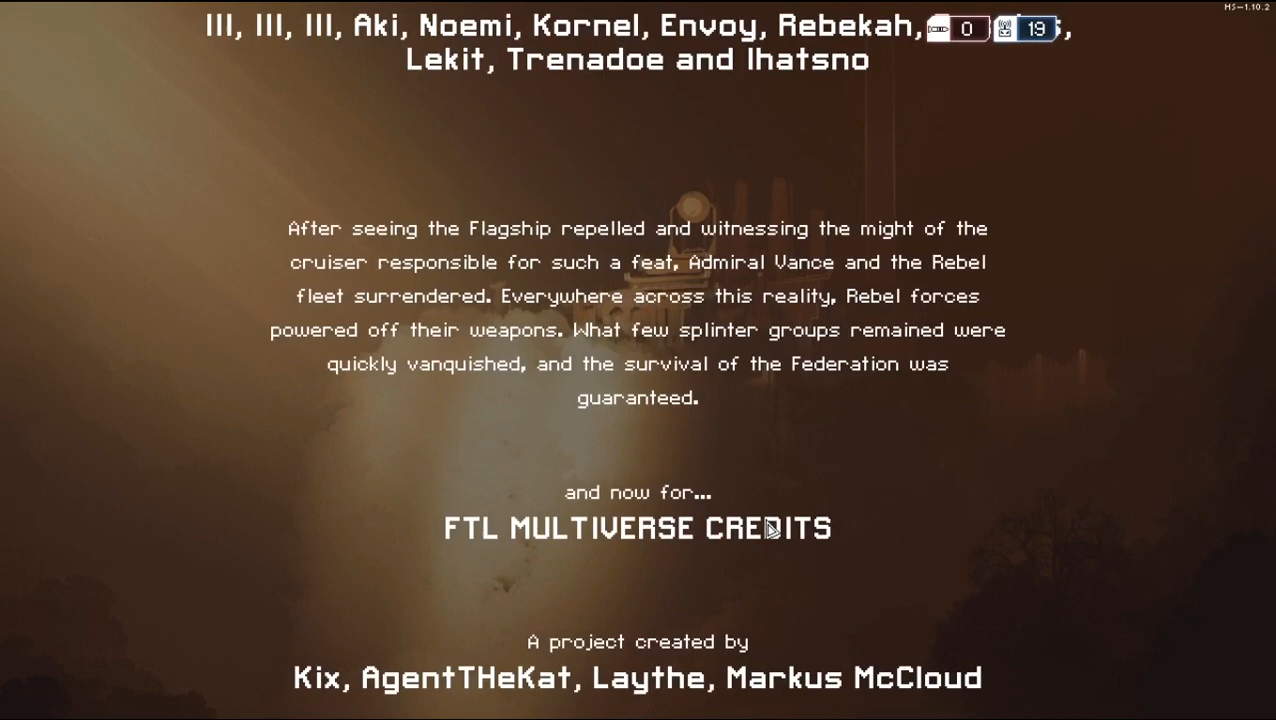 HS-1.10.2
III, III, III, Aki, Noemi, Kornel, Envoy, Rebekah,
0 19
Lekit, Trenadoe and Ihatsno
After seeing the Flagship repelled and witnessing the might of the
cruiser responsible for such a feat, Admiral Vance and the Rebel
fleet surrendered. Everywhere across this reality, Rebel forces
powered off their weapons. What few splinter groups remained were
quickly vanquished, and the survival of the Federation was
guaranteed.
and now for...
FTL MULTIVERSE CREDITS
A project created by
Kix, AgentTHeKat, Laythe, Markus McCloud